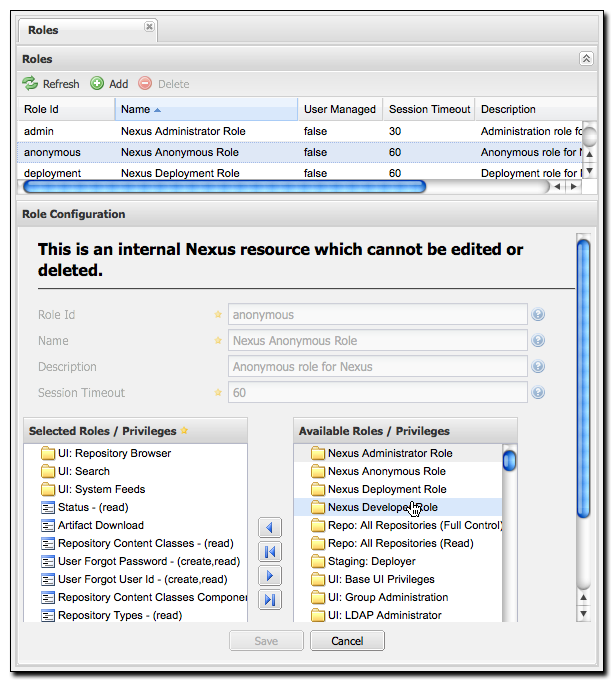 Roles
Roles
Refresh Add Delete
Role Id Name User Managed Session Timeout Description
admin Nexus Administrator Role false 30 Administration role fo
anonymous Nexus Anonymous Role false 60 Anonymous role for
deployment Nexus Deployment Role false 60 Deployment role for
Role Configuration
This is an internal Nexus resource which cannot be edited or
deleted.
Role Id anonymous
Name Nexus Anonymous Role
Description Anonymous role for Nexus
Session Timeout 60
Selected Roles / Privileges
UI: Repository Browser
UI: Search
UI: System Feeds
Status - (read)
Artifact Download
Repository Content Classes - (read)
User Forgot Password - (create,read)
User Forgot User Id - (create,read)
Repository Content Classes Componen
Repository Types - (read)
Available Roles / Privileges
Nexus Administrator Role
Nexus Anonymous Role
Nexus Deployment Role
Nexus Developer Role
Repo: All Repositories (Full Control)
Repo: All Repositories (Read)
Staging: Deployer
UI: Base UI Privileges
UI: Group Administration
UI: LDAP Administrator
Save Cancel